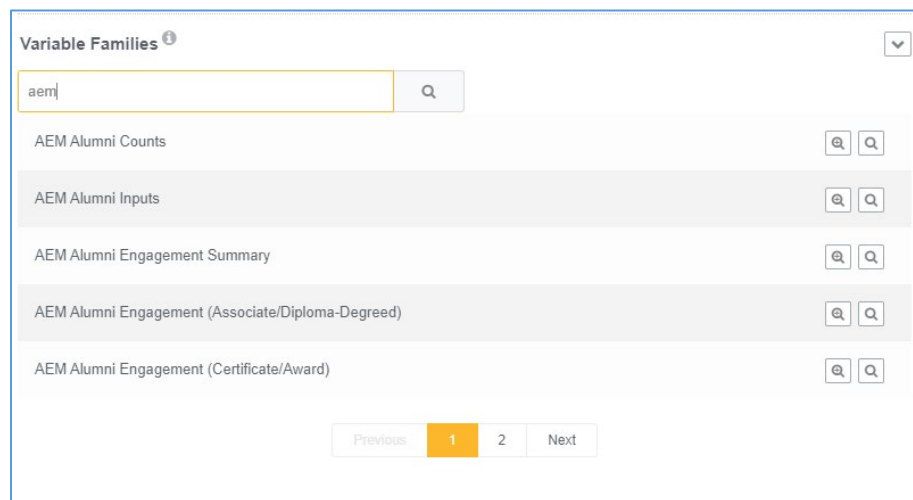 Variable Families
aem
AEM Alumni Counts
AEM Alumni Inputs
AEM Alumni Engagement Summary
AEM Alumni Engagement (Associate/Diploma-Degreed)
AEM Alumni Engagement (Certificate/Award)
Previous 1 2 Next